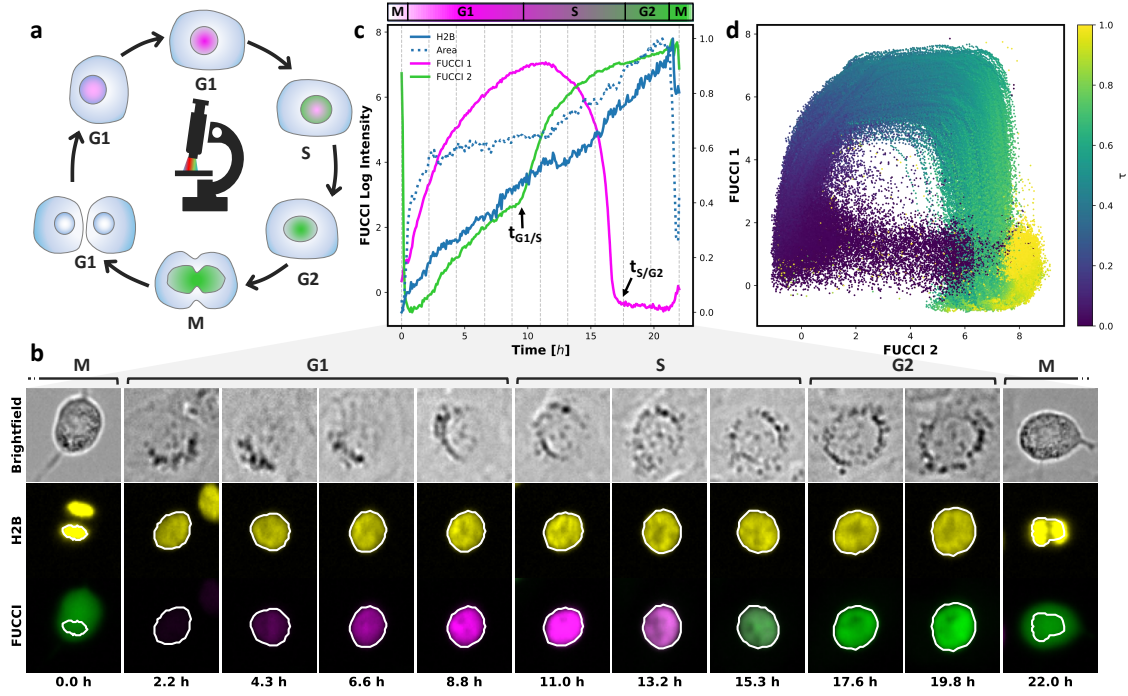 a
G1
G1
S
G1
G2
M
c
M G1 S G2 M
8
6
4
2
0
FUCCI Log Intensity
H2B
Area
FUCCI 1
FUCCI 2
tG1/S
tS/G2
1.0
0.8
0.6
0.4
0.2
0.0
0 5 10 15 20
Time [h]
d
7
6
5
4
3
2
1
0
FUCCI 1
0 2 4 6 8
FUCCI 2
1.0
0.8
0.6
0.4
0.2
0.0
τ
b
M G1 S G2 M
Brightfield
H2B
FUCCI
0.0 h 2.2 h 4.3 h 6.6 h 8.8 h 11.0 h 13.2 h 15.3 h 17.6 h 19.8 h 22.0 h